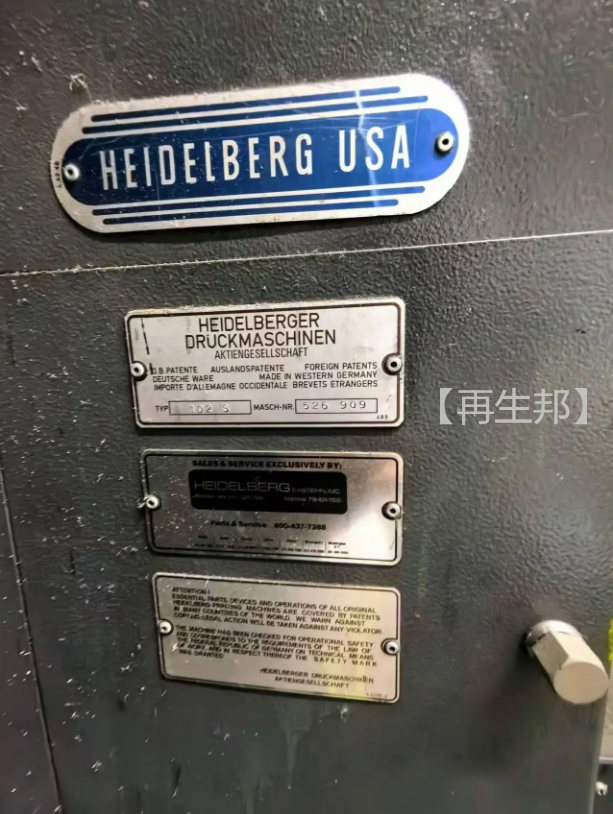 HEIDELBERG USA
HEIDELBERGER
DRUCKMASCHINEN
AKTIENGESELLSCHAFT
D.B. PATENTE AUSLANDSPATENTE FOREIGN PATENTS
DEUTSCHE WARE MADE IN WESTERN GERMANY
IMPORTE D'ALLEMAGNE OCCIDENTALE BREVETS ETRANGERS
TYP 102 S MASCH-NR. 526 909
【再生邦】
SALES & SERVICE EXCLUSIVELY BY:
HEIDELBERG EASTERN, INC.
Parts & Service 800-437-7388
ATTENTION!
ESSENTIAL PARTS, DEVICES AND OPERATIONS OF ALL ORIGINAL
HEIDELBERG PRINTING MACHINES ARE COVERED BY PATENTS
IN MANY COUNTRIES OF THE WORLD. WE WARN AGAINST
COPYING. LEGAL ACTION WILL BE TAKEN AGAINST ANY VIOLATOR.
THE MACHINE HAS BEEN CHECKED FOR OPERATIONAL SAFETY
AND CORRESPONDS TO THE REQUIREMENTS OF THE LAW OF
THE FEDERAL REPUBLIC OF GERMANY ON TECHNICAL MEANS
OF WORK, AND IN RESPECT THEREOF THE SAFETY MARK
WAS GRANTED
HEIDELBERGER DRUCKMASCHINEN
AKTIENGESELLSCHAFT